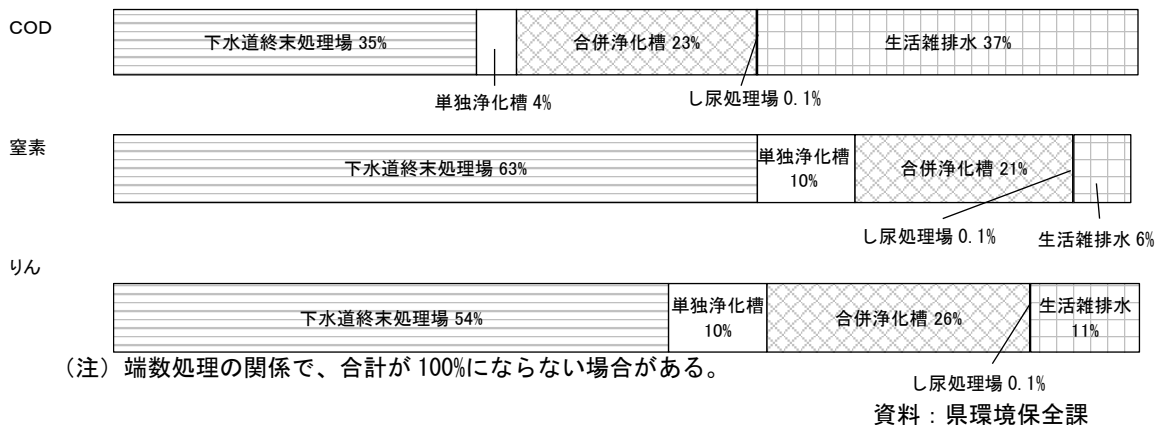 COD
下水道終末処理場 35%
合併浄化槽 23%
生活雑排水 37%
単独浄化槽 4%
し尿処理場 0.1%
窒素
下水道終末処理場 63%
単独浄化槽
10%
合併浄化槽 21%
し尿処理場 0.1%
生活雑排水 6%
りん
下水道終末処理場 54%
単独浄化槽
10%
合併浄化槽 26%
生活雑排水
11%
(注) 端数処理の関係で、合計が 100%にならない場合がある。
し尿処理場 0.1%
資料:県環境保全課